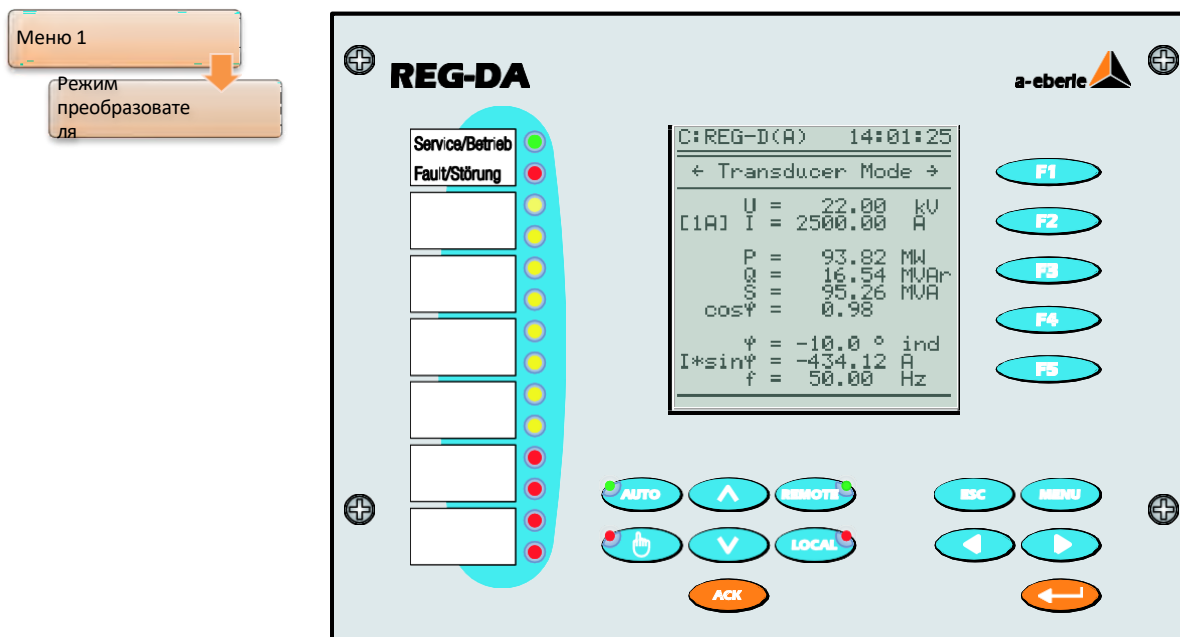 Меню 1
Режим
преобразовате
ля
REG-DA
a-eberle
Service/Betrieb
Fault/Störung
C:REG-D(A) 14:01:25
← Transducer Mode →
U = 22.00 kV
[1A] I = 2500.00 A
P = 93.82 MW
Q = 16.54 MVAr
S = 95.26 MVA
cosφ = 0.98
φ = -10.0 ° ind
I*sinφ = -434.12 A
f = 50.00 Hz
F1
F2
F3
F4
F5
AUTO
REMOTE
ESC
MENU
LOCAL
ACK